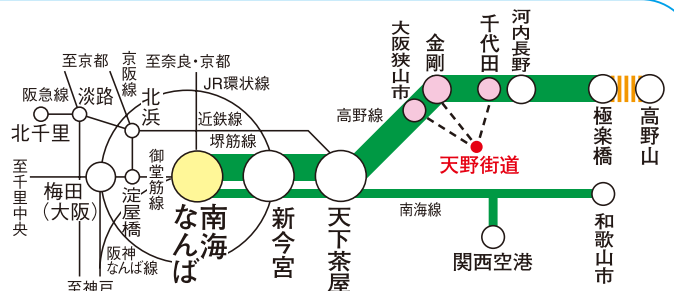 至京都
京阪線
至奈良・京都
阪急線
淡路
北浜
JR環状線
北千里
近鉄線
堺筋線
至千里中央
梅田
（大阪）
淀屋橋
御堂筋線
阪神
なんば線
至神戸
南海
なんば
新今宮
天下茶屋
高野線
大阪狭山市
金剛
千代田
河内長野
極楽橋
高野山
天野街道
南海線
関西空港
和歌山市